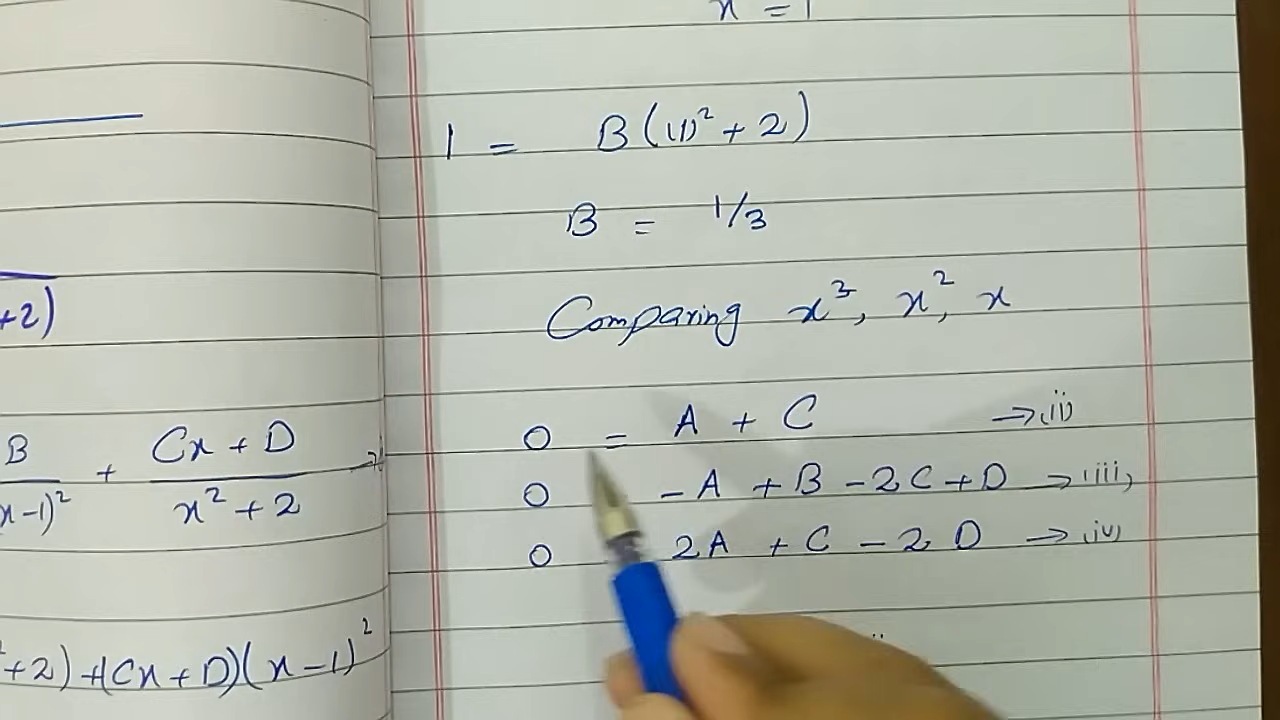 +2)
B/(x-1)² + (Cx + D)/(x² + 2) →
+2) + (Cx + D)(x - 1)²
x = 1
1 = B((1)² + 2)
B = 1/3
Comparing x³, x², x
0 = A + C → (ii)
0 - A + B - 2C + D → (iii)
0 2A + C - 2D → (iv)